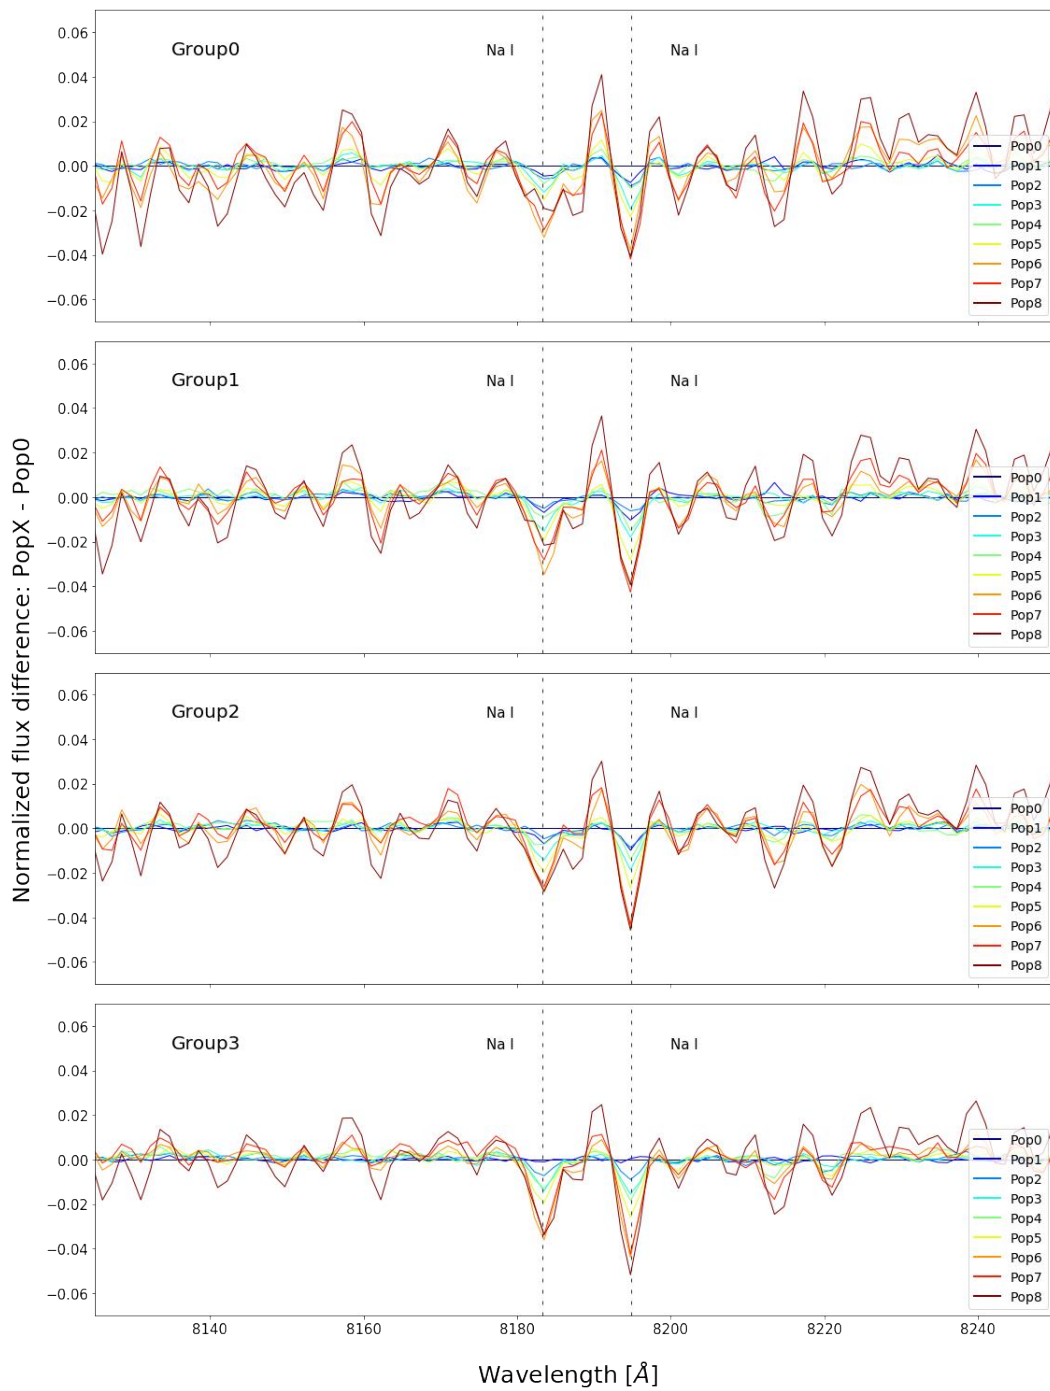 Normalized flux difference: PopX - Pop0
0.06
0.04
0.02
0.00
−0.02
−0.04
−0.06
Group0
Na I
Na I
Pop0
Pop1
Pop2
Pop3
Pop4
Pop5
Pop6
Pop7
Pop8
0.06
0.04
0.02
0.00
−0.02
−0.04
−0.06
Group1
Na I
Na I
Pop0
Pop1
Pop2
Pop3
Pop4
Pop5
Pop6
Pop7
Pop8
0.06
0.04
0.02
0.00
−0.02
−0.04
−0.06
Group2
Na I
Na I
Pop0
Pop1
Pop2
Pop3
Pop4
Pop5
Pop6
Pop7
Pop8
0.06
0.04
0.02
0.00
−0.02
−0.04
−0.06
Group3
Na I
Na I
Pop0
Pop1
Pop2
Pop3
Pop4
Pop5
Pop6
Pop7
Pop8
8140 8160 8180 8200 8220 8240
Wavelength [Å]